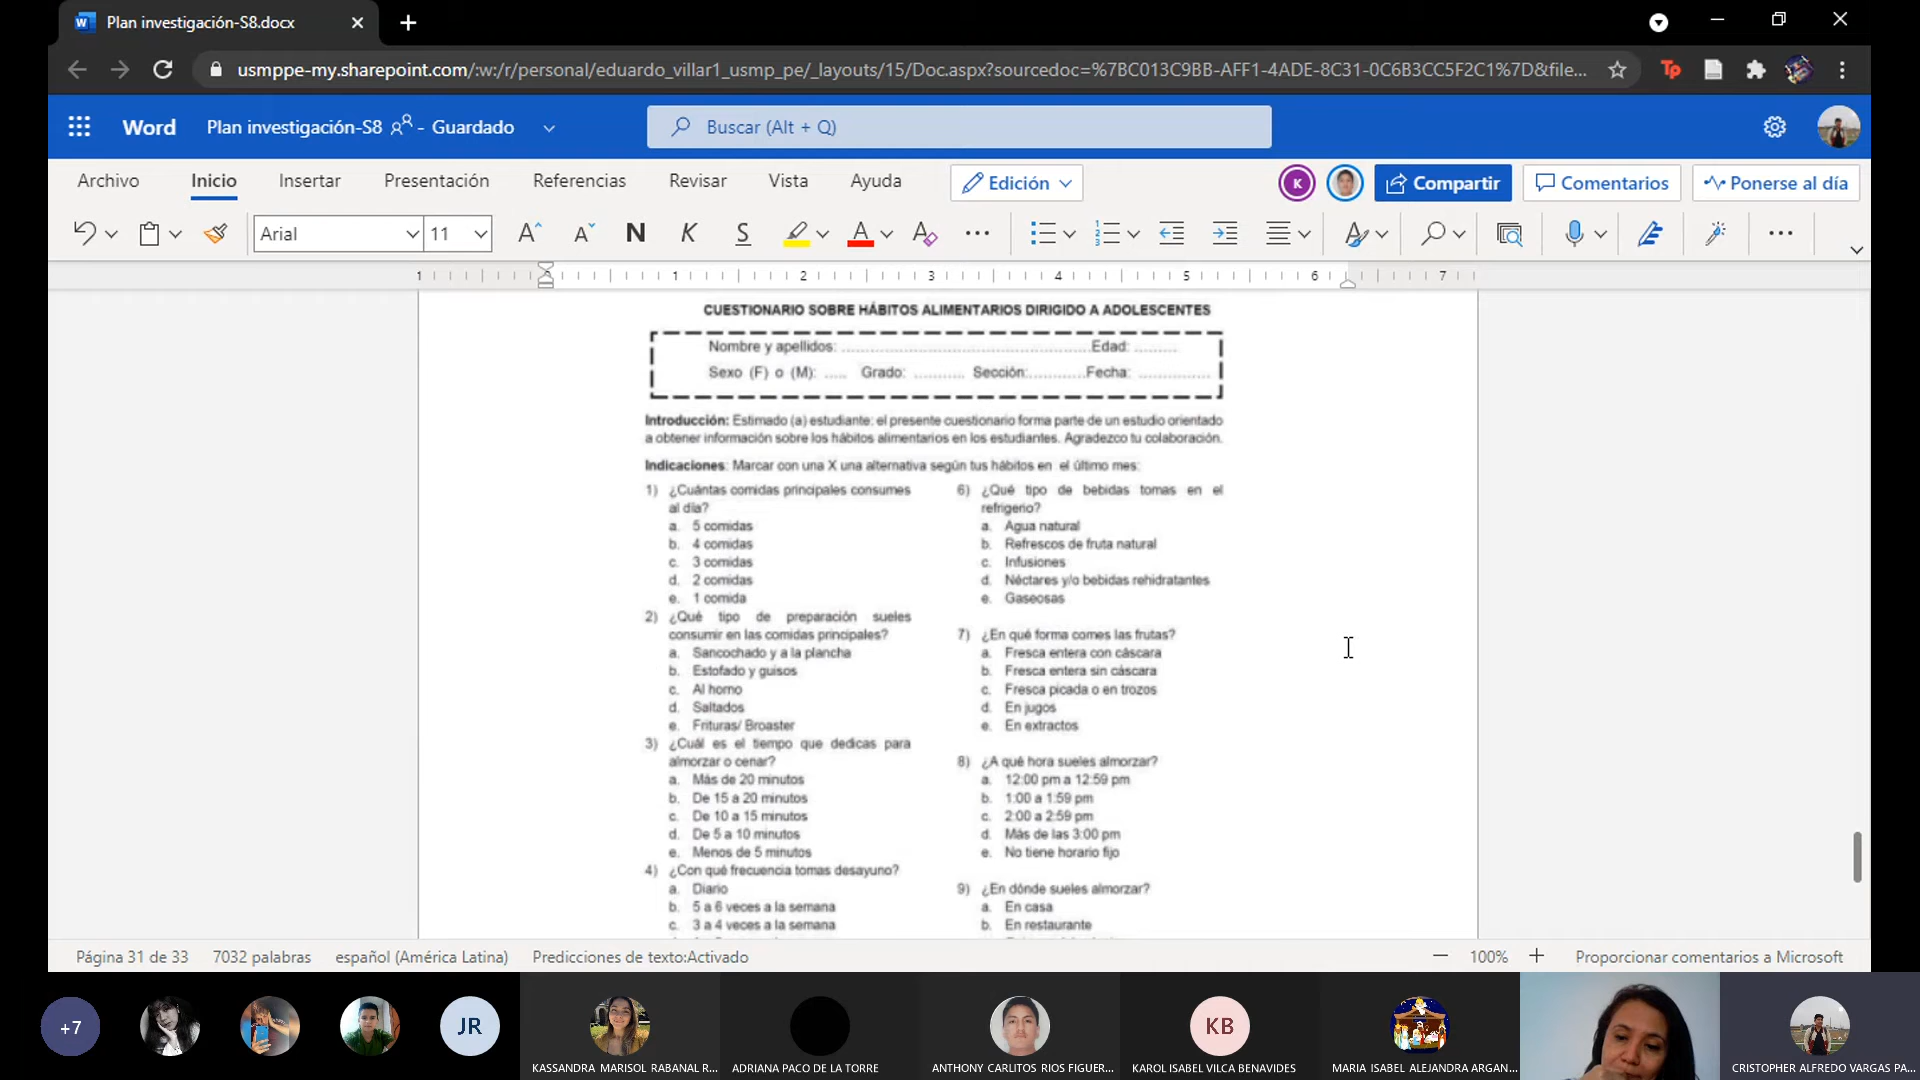 Plan investigación-S8.docx
usmppe-my.sharepoint.com/:w:/r/personal/eduardo_villar1_usmp_pe/_layouts/15/Doc.aspx?sourcedoc=%7BC013C9BB-AFF1-4ADE-8C31-0C6B3CC5F2C1%7D&file...
Word Plan investigación-S8 - Guardado
Buscar (Alt + Q)
Archivo Inicio Insertar Presentación Referencias Revisar Vista Ayuda Edición K Compartir Comentarios Ponerse al día
Arial 11 N K S
1 1 2 3 4 5 6 7
CUESTIONARIO SOBRE HÁBITOS ALIMENTARIOS DIRIGIDO A ADOLESCENTES
Nombre y apellidos: ............................................................Edad: ..........
Sexo (F) o (M): ..... Grado: ............ Sección:............Fecha: .................
Introducción: Estimado (a) estudiante: el presente cuestionario forma parte de un estudio orientado
a obtener información sobre los hábitos alimentarios en los estudiantes. Agradezco tu colaboración.
Indicaciones: Marcar con una X una alternativa según tus hábitos en el último mes:
1) ¿Cuántas comidas principales consumes
al día?
a. 5 comidas
b. 4 comidas
c. 3 comidas
d. 2 comidas
e. 1 comida
2) ¿Qué tipo de preparación sueles
consumir en las comidas principales?
a. Sancochado y a la plancha
b. Estofado y guisos
c. Al horno
d. Saltados
e. Frituras/ Broaster
3) ¿Cuál es el tiempo que dedicas para
almorzar o cenar?
a. Más de 20 minutos
b. De 15 a 20 minutos
c. De 10 a 15 minutos
d. De 5 a 10 minutos
e. Menos de 5 minutos
4) ¿Con qué frecuencia tomas desayuno?
a. Diario
b. 5 a 6 veces a la semana
c. 3 a 4 veces a la semana
6) ¿Qué tipo de bebidas tomas en el
refrigerio?
a. Agua natural
b. Refrescos de fruta natural
c. Infusiones
d. Néctares y/o bebidas rehidratantes
e. Gaseosas
7) ¿En qué forma comes las frutas?
a. Fresca entera con cáscara
b. Fresca entera sin cáscara
c. Fresca picada o en trozos
d. En jugos
e. En extractos
8) ¿A qué hora sueles almorzar?
a. 12:00 pm a 12:59 pm
b. 1:00 a 1:59 pm
c. 2:00 a 2:59 pm
d. Más de las 3:00 pm
e. No tiene horario fijo
9) ¿En dónde sueles almorzar?
a. En casa
b. En restaurante
Página 31 de 33 7032 palabras español (América Latina) Predicciones de texto:Activado 100% Proporcionar comentarios a Microsoft
+7 JR KB
KASSANDRA MARISOL RABANAL R... ADRIANA PACO DE LA TORRE ANTHONY CARLITOS RIOS FIGUER... KAROL ISABEL VILCA BENAVIDES MARIA ISABEL ALEJANDRA ARGAN... CRISTOPHER ALFREDO VARGAS PA...